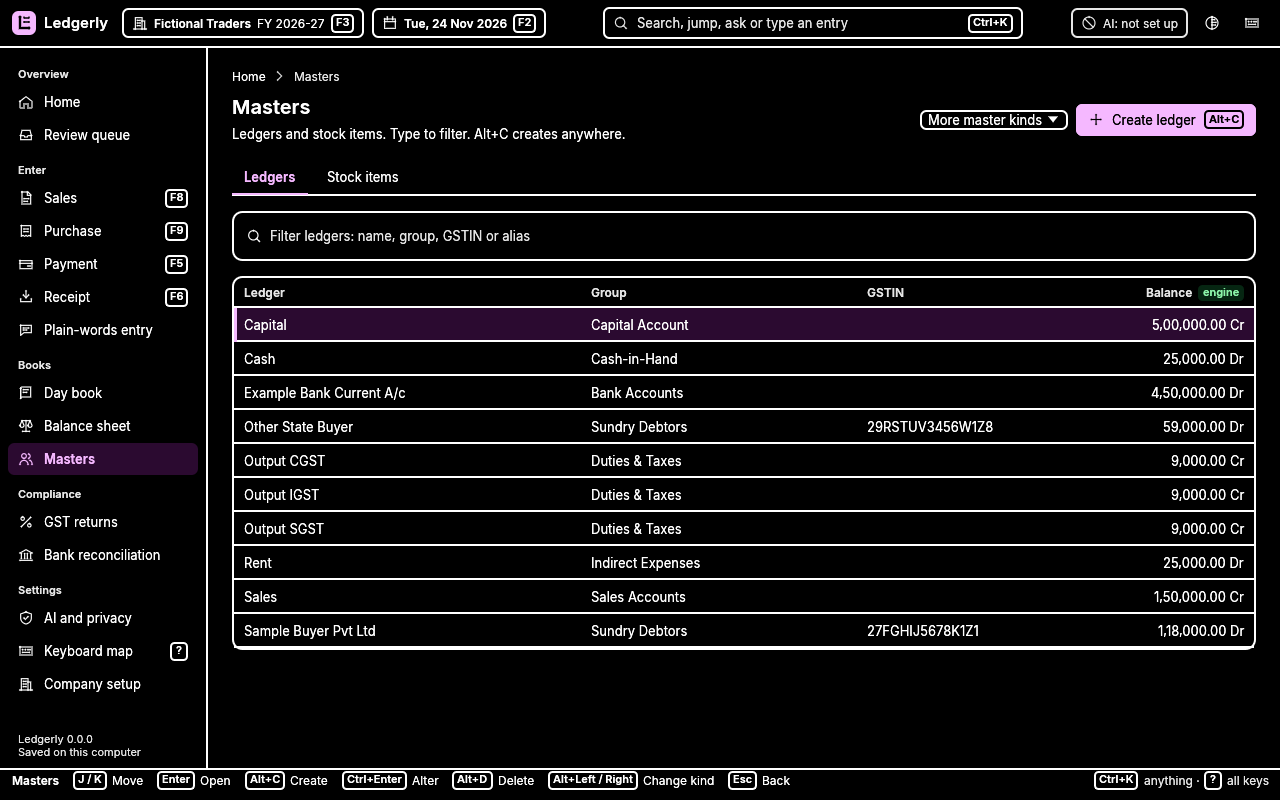 Ledgerly Fictional Traders FY 2026-27 F3 Tue, 24 Nov 2026 F2 Search, jump, ask or type an entry Ctrl+K AI: not set up
Overview
Home
Review queue
Enter
Sales F8
Purchase F9
Payment F5
Receipt F6
Plain-words entry
Books
Day book
Balance sheet
Masters
Compliance
GST returns
Bank reconciliation
Settings
AI and privacy
Keyboard map ?
Company setup
Ledgerly 0.0.0
Saved on this computer
Home Masters
Masters
Ledgers and stock items. Type to filter. Alt+C creates anywhere.
More master kinds Create ledger Alt+C
Ledgers Stock items
Filter ledgers: name, group, GSTIN or alias
Ledger Group GSTIN Balance engine
Capital Capital Account 5,00,000.00 Cr
Cash Cash-in-Hand 25,000.00 Dr
Example Bank Current A/c Bank Accounts 4,50,000.00 Dr
Other State Buyer Sundry Debtors 29RSTUV3456W1Z8 59,000.00 Dr
Output CGST Duties & Taxes 9,000.00 Cr
Output IGST Duties & Taxes 9,000.00 Cr
Output SGST Duties & Taxes 9,000.00 Cr
Rent Indirect Expenses 25,000.00 Dr
Sales Sales Accounts 1,50,000.00 Cr
Sample Buyer Pvt Ltd Sundry Debtors 27FGHIJ5678K1Z1 1,18,000.00 Dr
Masters J / K Move Enter Open Alt+C Create Ctrl+Enter Alter Alt+D Delete Alt+Left / Right Change kind Esc Back Ctrl+K anything · ? all keys